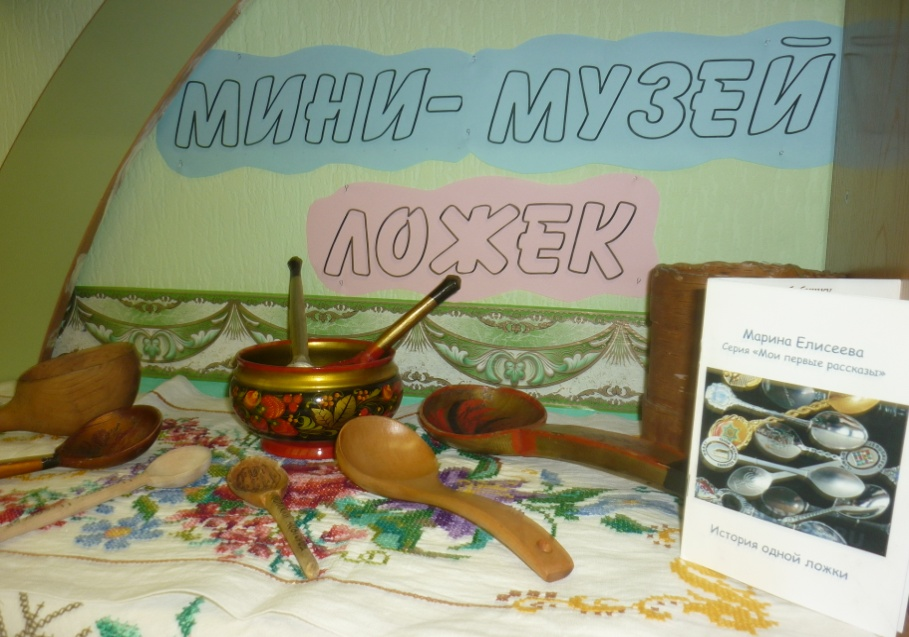 МИНИ- МУЗЕЙ
ЛОЖЕК
Марина Елисеева
Серия «Мои первые рассказы»
История одной ложки